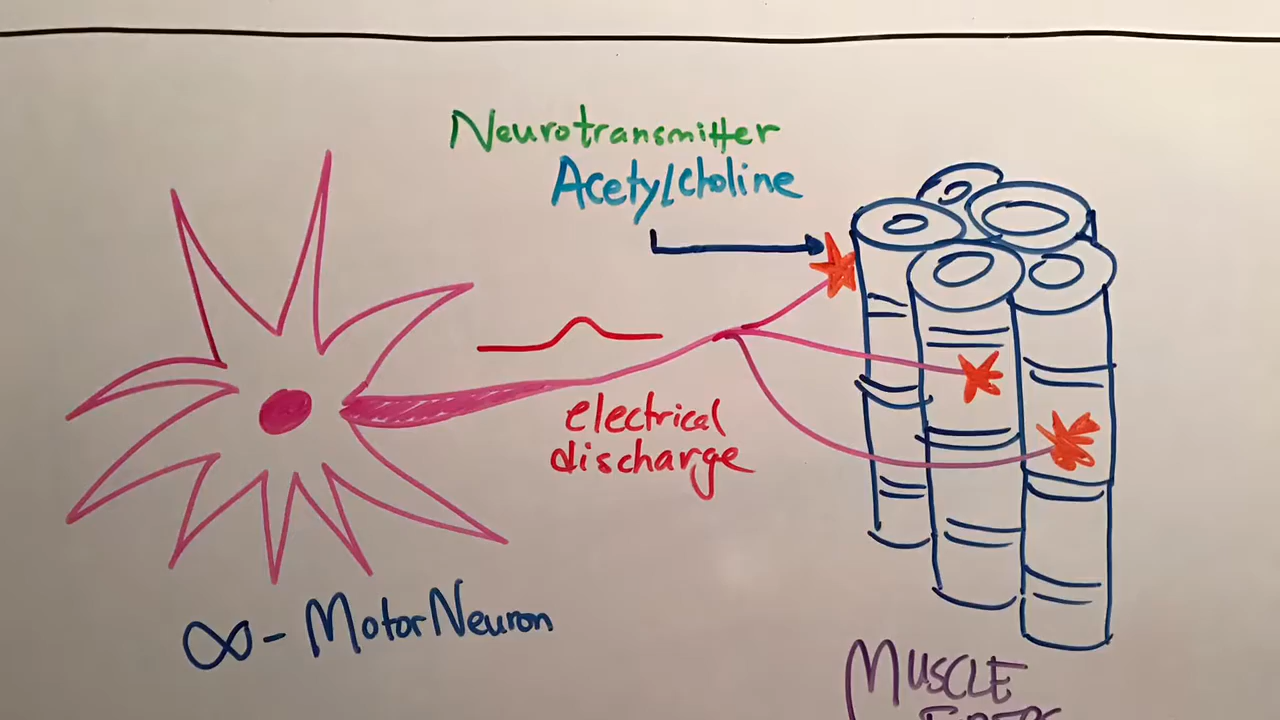 Neurotransmitter
Acetylcholine
electrical
discharge
∞-MotorNeuron
MUSCLE